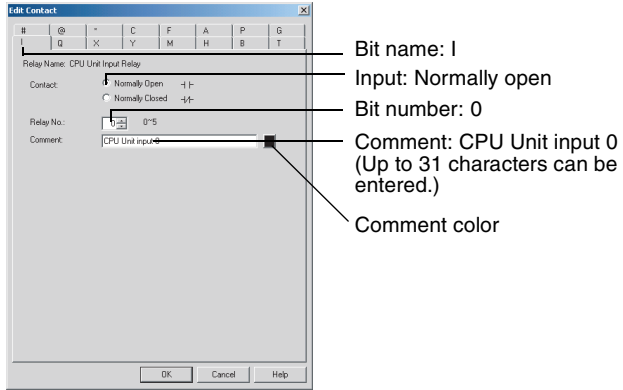 Edit Contact
# @ " C F A P G
I Q X Y M H B T
Relay Name: CPU Unit Input Relay
Contact: Normally Open
Normally Closed
Relay No.: 0 0~5
Comment: CPU Unit input 0
OK Cancel Help
Bit name: I
Input: Normally open
Bit number: 0
Comment: CPU Unit input 0
(Up to 31 characters can be
entered.)
Comment color